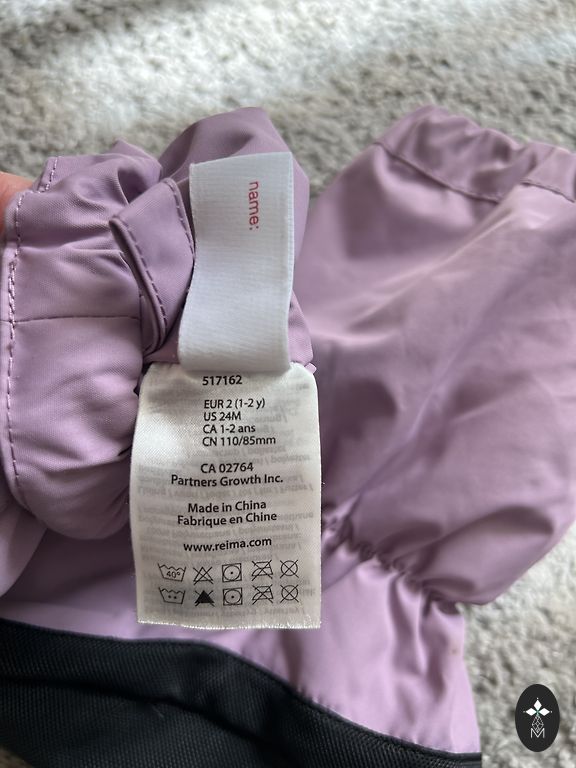 name:
517162
EUR 2 (1-2 y)
US 24M
CA 1-2 ans
CN 110/85mm
CA 02764
Partners Growth Inc.
Made in China
Fabrique en Chine
www.reima.com
40°
M